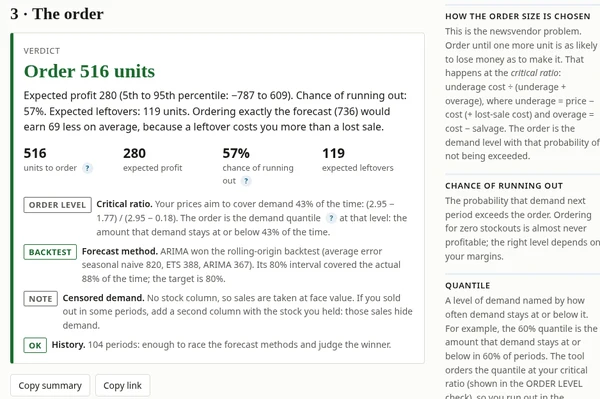 3 · The order
VERDICT
Order 516 units
Expected profit 280 (5th to 95th percentile: −787 to 609). Chance of running out:
57%. Expected leftovers: 119 units. Ordering exactly the forecast (736) would
earn 69 less on average, because a leftover costs you more than a lost sale.
516
units to order ?
280
expected profit
57%
chance of running
out ?
119
expected leftovers
ORDER LEVEL Critical ratio. Your prices aim to cover demand 43% of the time: (2.95 −
1.77) / (2.95 − 0.18). The order is the demand quantile ? at that level: the
amount that demand stays at or below 43% of the time.
BACKTEST Forecast method. ARIMA won the rolling-origin backtest (average error
seasonal naive 820, ETS 388, ARIMA 367). Its 80% interval covered the actual
88% of the time; the target is 80%.
NOTE Censored demand. No stock column, so sales are taken at face value. If you sold
out in some periods, add a second column with the stock you held: those sales hide
demand.
OK History. 104 periods: enough to race the forecast methods and judge the winner.
Copy summary Copy link
HOW THE ORDER SIZE IS CHOSEN
This is the newsvendor problem.
Order until one more unit is as likely
to lose money as to make it. That
happens at the critical ratio:
underage cost ÷ (underage +
overage), where underage = price −
cost (+ lost-sale cost) and overage =
cost − salvage. The order is the
demand level with that probability of
not being exceeded.
CHANCE OF RUNNING OUT
The probability that demand next
period exceeds the order. Ordering
for zero stockouts is almost never
profitable; the right level depends on
your margins.
QUANTILE
A level of demand named by how
often demand stays at or below it.
For example, the 60% quantile is the
amount that demand stays at or
below in 60% of periods. The tool
orders the quantile at your critical
ratio (shown in the ORDER LEVEL
check), so you run out in the